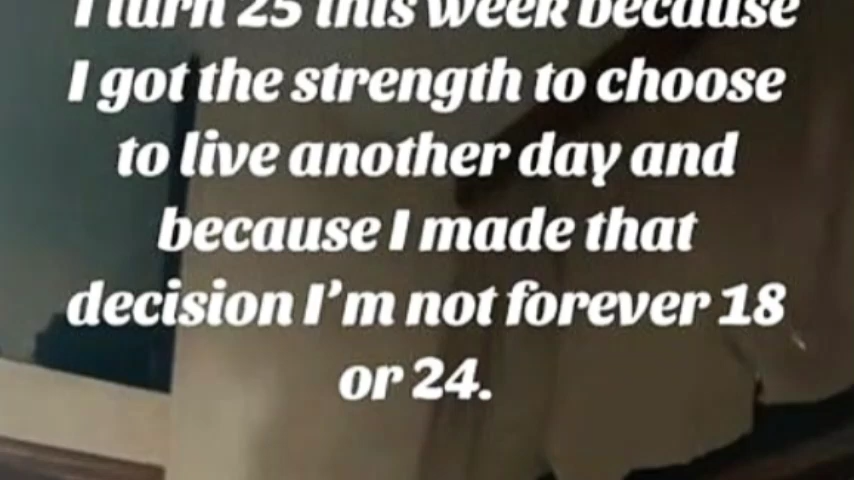 I turn 25 this week because
I got the strength to choose
to live another day and
because I made that
decision I’m not forever 18
or 24.